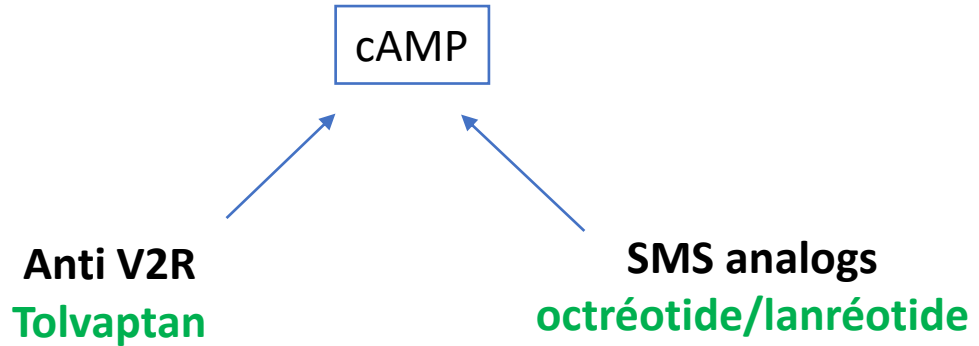 cAMP
Anti V2R
Tolvaptan
SMS analogs
octréotide/lanréotide